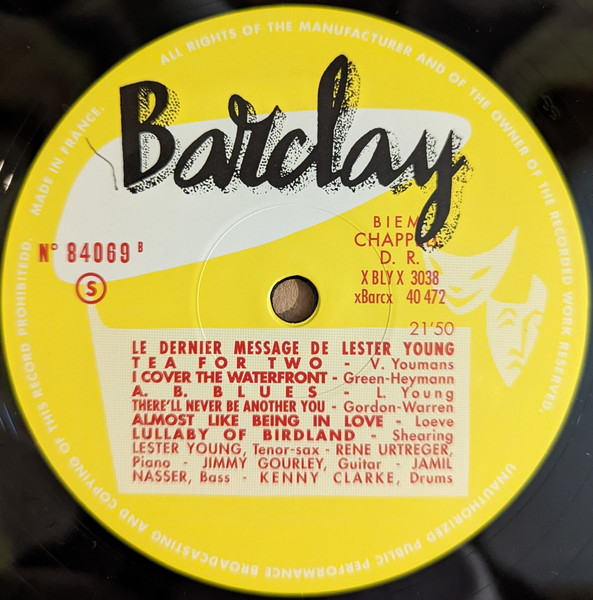 ALL RIGHTS OF THE MANUFACTURER AND OF THE OWNER OF THE RECORDED WORK RESERVED.
UNAUTHORIZED PUBLIC PERFORMANCE BROADCASTING AND COPYING OF THIS RECORD PROHIBITEDD. MADE IN FRANCE.
Barclay
BIEM
CHAPP
D. R.
X BLY X 3038
xBarcx 40 472
N° 84069 B
S
21'50
LE DERNIER MESSAGE DE LESTER YOUNG
TEA FOR TWO - V. Youmans
I COVER THE WATERFRONT - Green-Heymann
A. B. BLUES - L. Young
THERE'LL NEVER BE ANOTHER YOU - Gordon-Warren
ALMOST LIKE BEING IN LOVE - Loeve
LULLABY OF BIRDLAND - Shearing
LESTER YOUNG, Tenor-sax - RENE URTREGER,
Piano - JIMMY GOURLEY, Guitar - JAMIL
NASSER, Bass - KENNY CLARKE, Drums